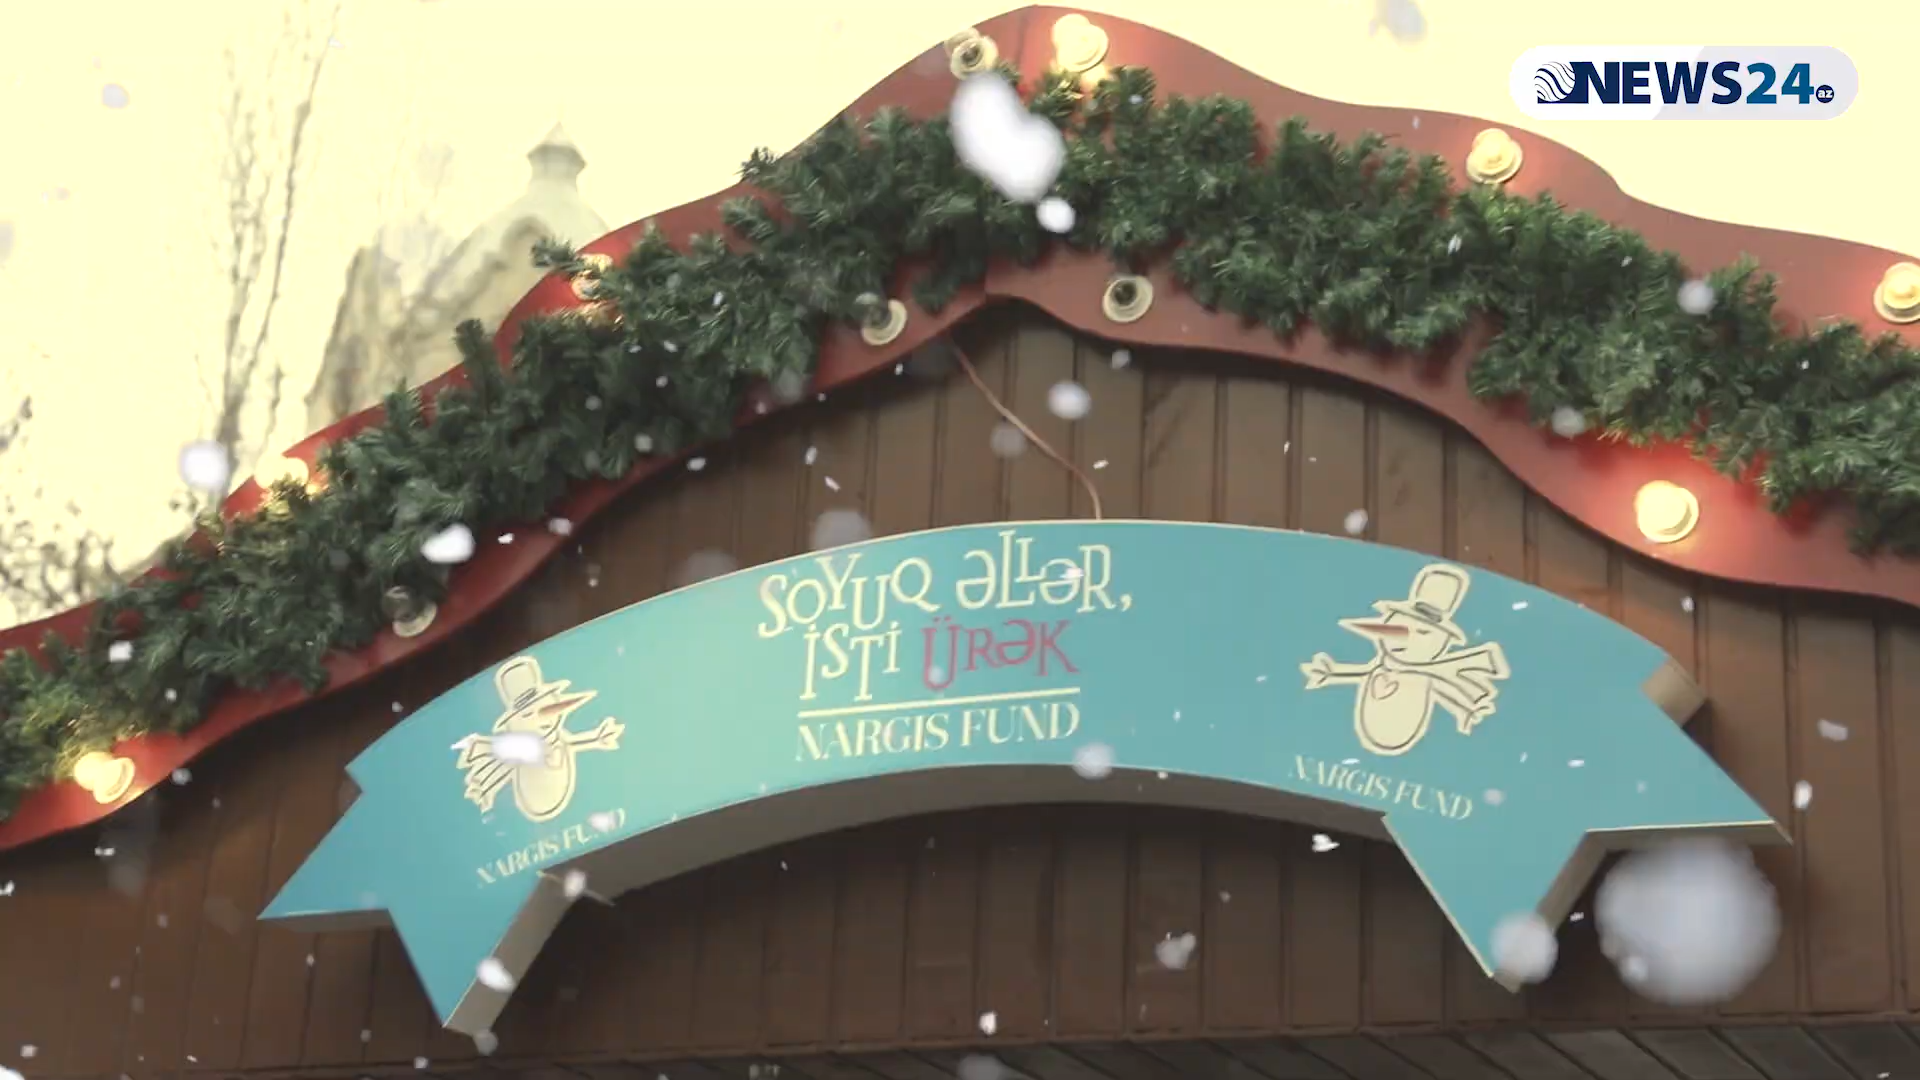 NEWS24.az
SOYUQ ƏLLƏR,
İSTİ ÜRƏK
NARGIS FUND
NARGIS FUND
NARGIS FUND